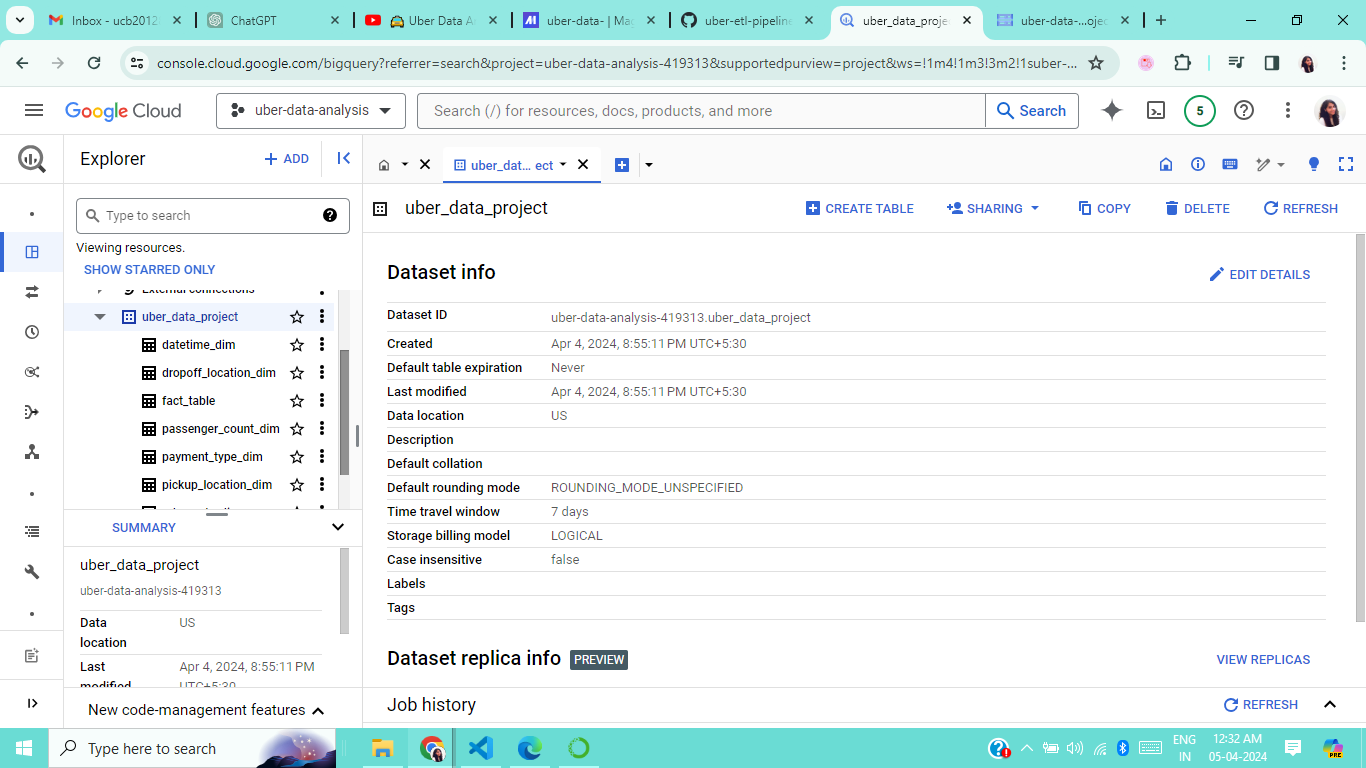 Inbox - ucb2012
ChatGPT
Uber Data A
uber-data- | Ma
uber-etl-pipeline
uber_data_proje
uber-data-...ojec
console.cloud.google.com/bigquery?referrer=search&project=uber-data-analysis-419313&supportedpurview=project&ws=!1m4!1m3!3m2!1suber-...
Google Cloud
uber-data-analysis
Search (/) for resources, docs, products, and more
Search
5
Explorer
+ ADD
uber_dat... ect
Type to search
Viewing resources.
SHOW STARRED ONLY
External connections
uber_data_project
datetime_dim
dropoff_location_dim
fact_table
passenger_count_dim
payment_type_dim
pickup_location_dim
SUMMARY
uber_data_project
uber-data-analysis-419313
Data location
US
Last modified
Apr 4, 2024, 8:55:11 PM UTC+5:30
New code-management features
uber_data_project
CREATE TABLE
SHARING
COPY
DELETE
REFRESH
Dataset info
EDIT DETAILS
Dataset ID uber-data-analysis-419313.uber_data_project
Created Apr 4, 2024, 8:55:11 PM UTC+5:30
Default table expiration Never
Last modified Apr 4, 2024, 8:55:11 PM UTC+5:30
Data location US
Description
Default collation
Default rounding mode ROUNDING_MODE_UNSPECIFIED
Time travel window 7 days
Storage billing model LOGICAL
Case insensitive false
Labels
Tags
Dataset replica info PREVIEW
VIEW REPLICAS
Job history
REFRESH
Type here to search
ENG
IN
12:32 AM
05-04-2024
PRE